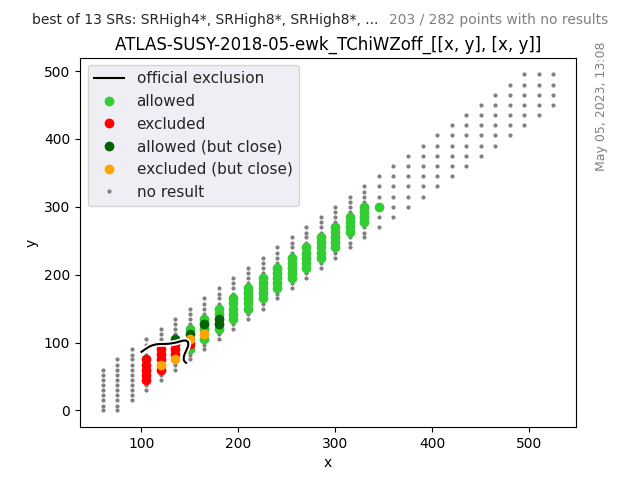 best of 13 SRs: SRHigh4*, SRHigh8*, SRHigh8*, ... 203 / 282 points with no results
ATLAS-SUSY-2018-05-ewk_TChiWZoff_[[x, y], [x, y]]
May 05, 2023, 13:08
official exclusion
allowed
excluded
allowed (but close)
excluded (but close)
no result
500
400
300
200
100
0
y
100 200 300 400 500
x